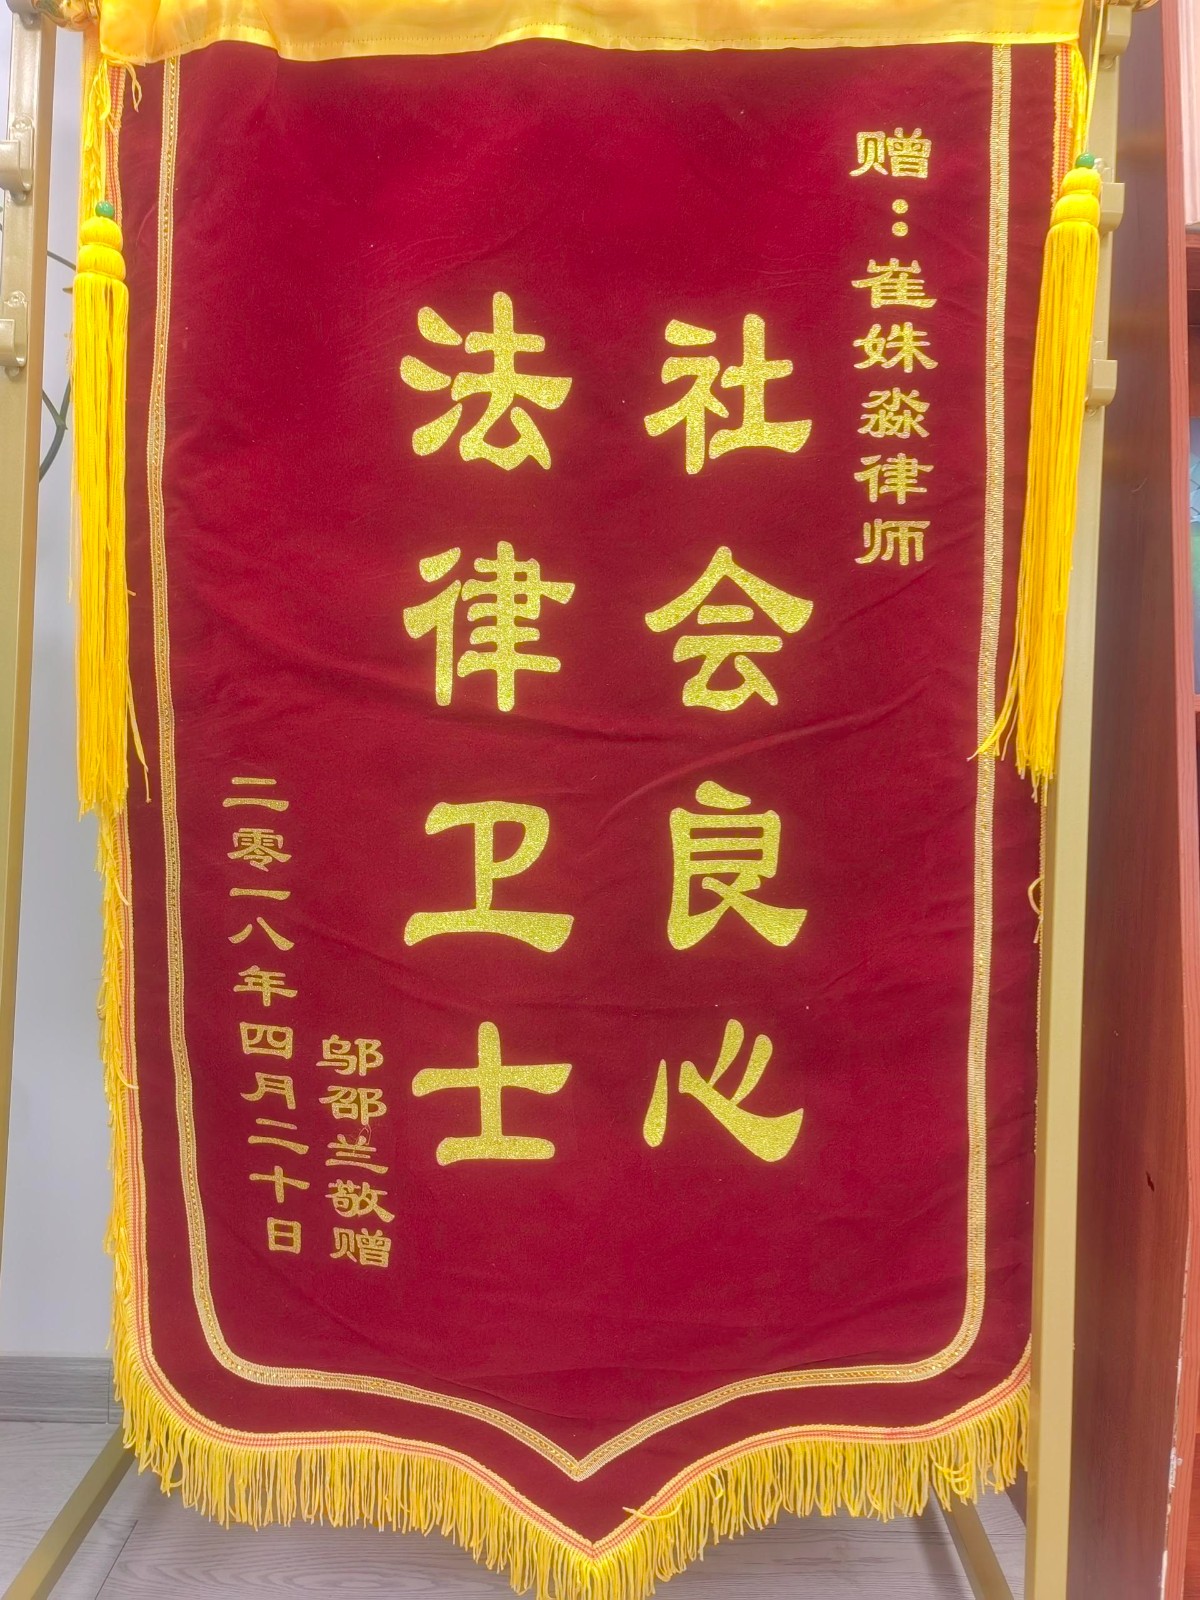 赠：崔姝淼律师
社会良心
法律卫士
邬邵兰敬赠
二零一八年四月二十日